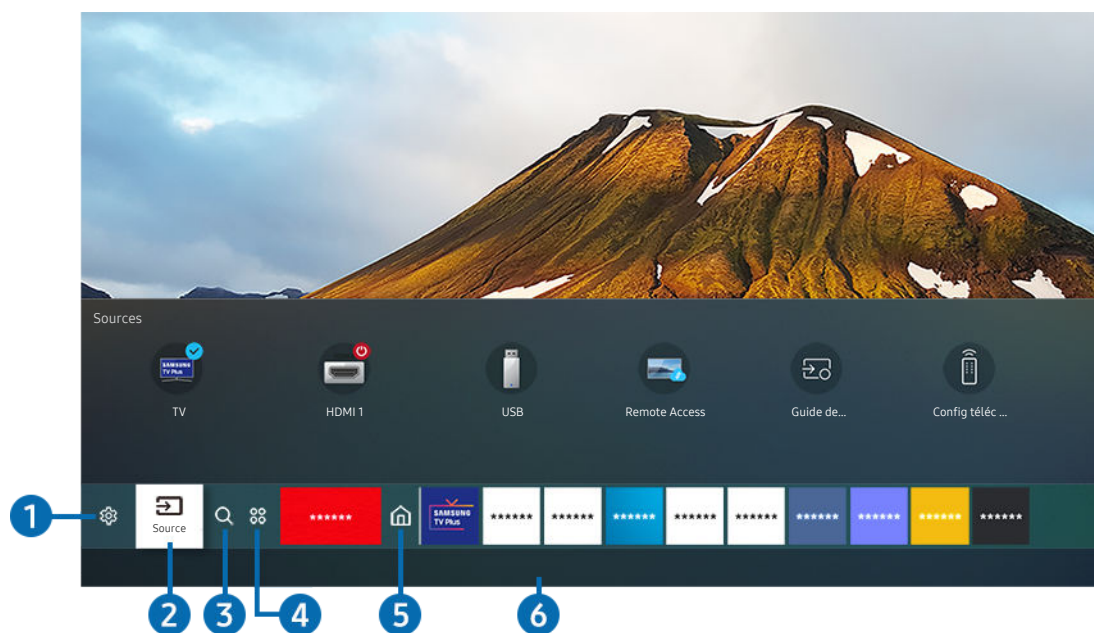 Sources
SAMSUNG
TV Plus
TV
HDMI 1
USB
Remote Access
Guide de...
Config téléc ...
1
Source
******
SAMSUNG
TV Plus
******
******
******
******
******
******
******
******
******
2
3
4
5
6